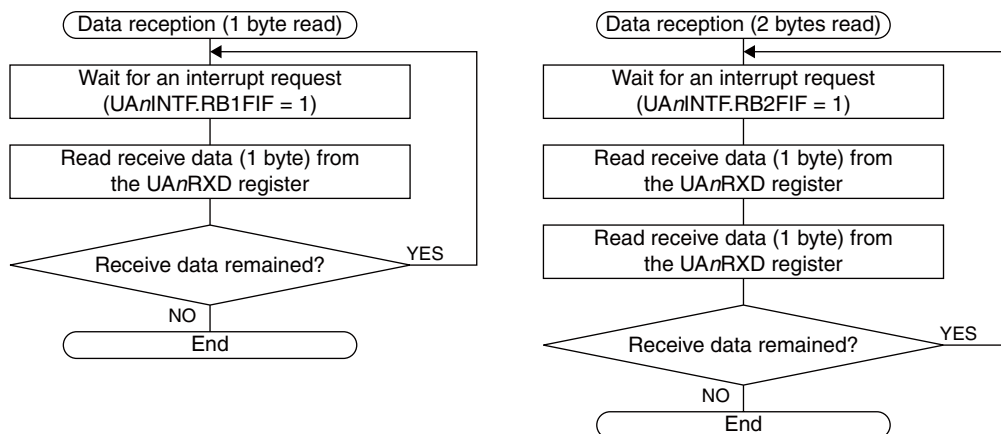 Data reception (1 byte read)
Wait for an interrupt request
(UAnINTF.RB1FIF = 1)
Read receive data (1 byte) from
the UAnRXD register
Receive data remained?
YES
NO
End
Data reception (2 bytes read)
Wait for an interrupt request
(UAnINTF.RB2FIF = 1)
Read receive data (1 byte) from
the UAnRXD register
Read receive data (1 byte) from
the UAnRXD register
Receive data remained?
YES
NO
End